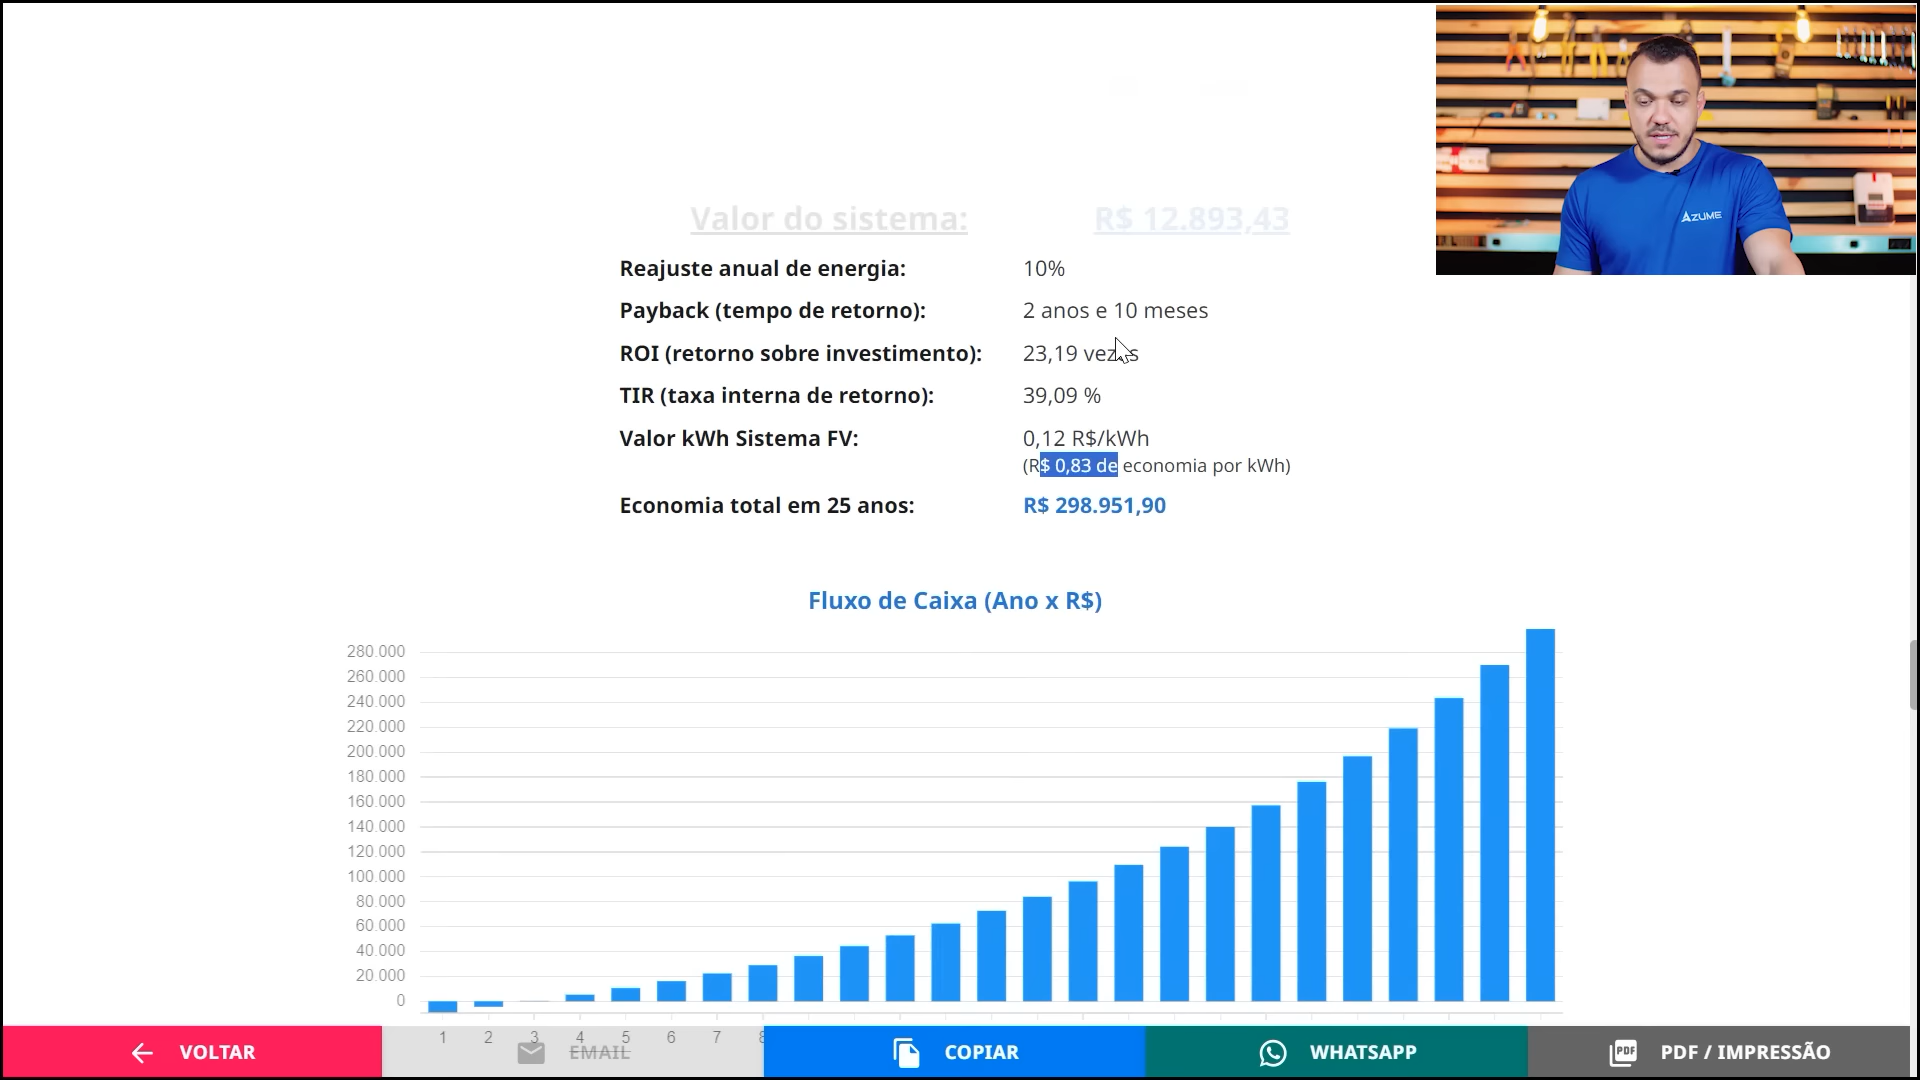 AZUME
Valor do sistema: R$ 12.893,43
Reajuste anual de energia: 10%
Payback (tempo de retorno): 2 anos e 10 meses
ROI (retorno sobre investimento): 23,19 vezes
TIR (taxa interna de retorno): 39,09 %
Valor kWh Sistema FV: 0,12 R$/kWh
(R$ 0,83 de economia por kWh)
Economia total em 25 anos: R$ 298.951,90
Fluxo de Caixa (Ano x R$)
280.000
260.000
240.000
220.000
200.000
180.000
160.000
140.000
120.000
100.000
80.000
60.000
40.000
20.000
0
1 2 3 4 5 6 7 8
VOLTAR EMAIL COPIAR WHATSAPP PDF PDF / IMPRESSÃO